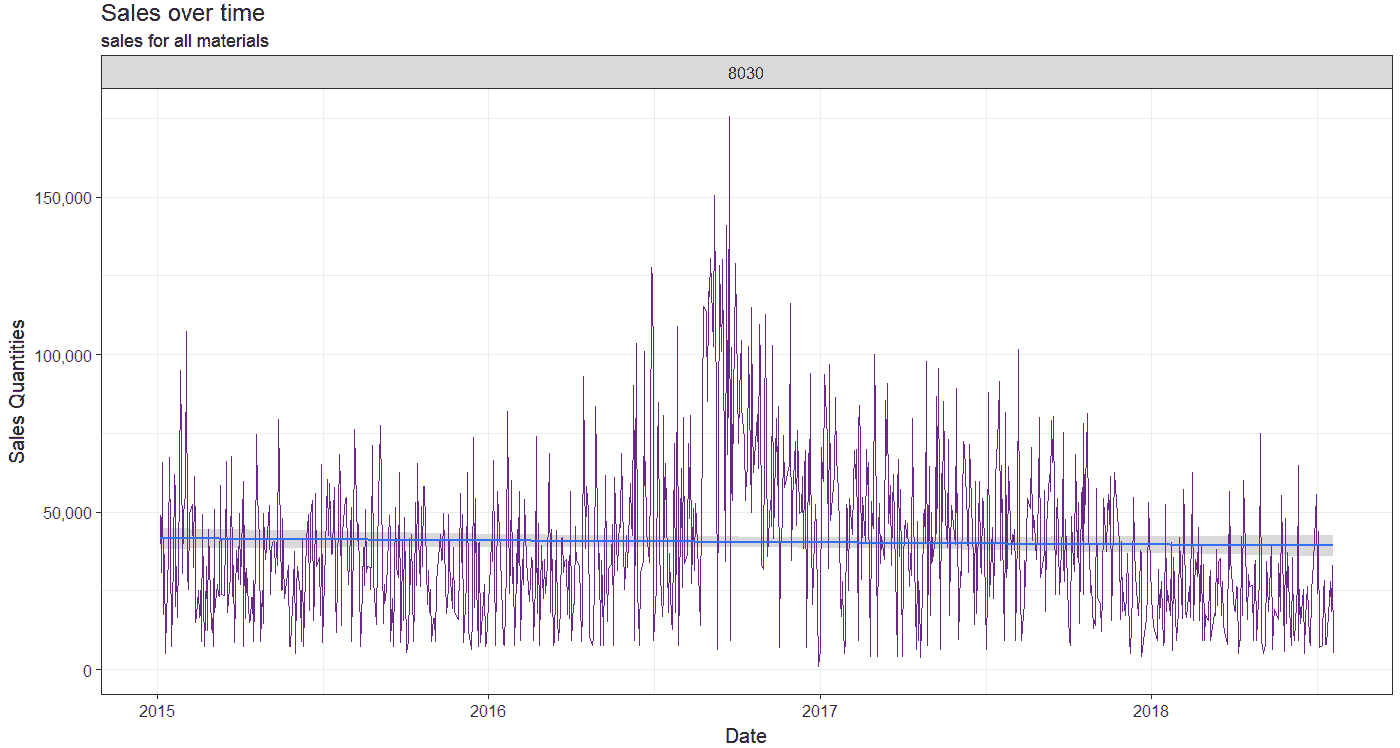 Sales over time
sales for all materials
8030
Sales Quantities
150,000
100,000
50,000
0
2015
2016
2017
2018
Date